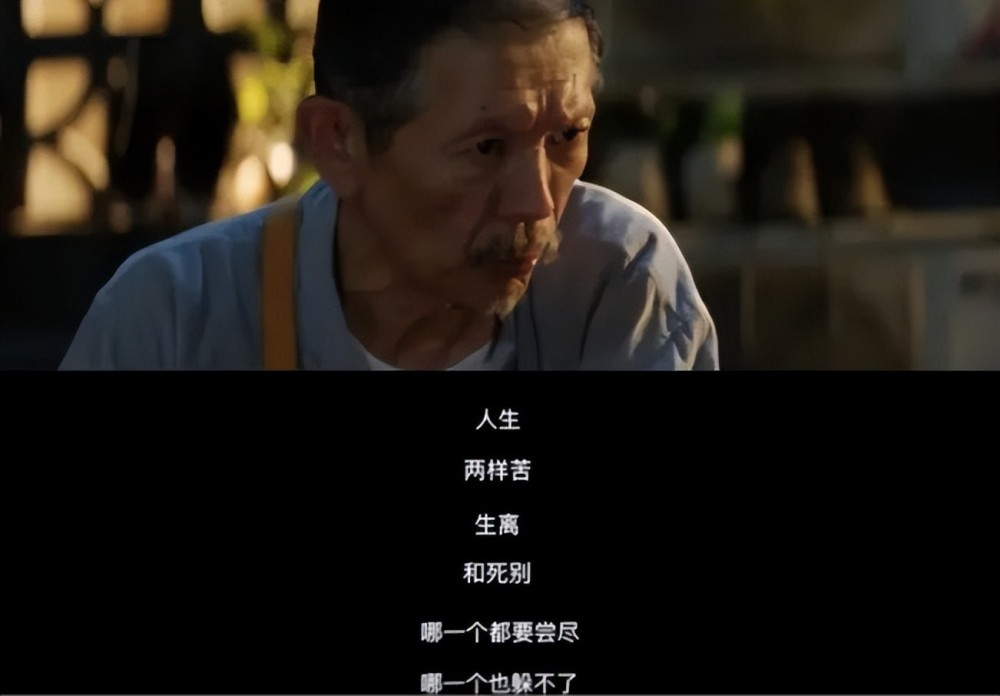 人生
两样苦
生离
和死别
哪一个都要尝尽
哪一个也躲不了